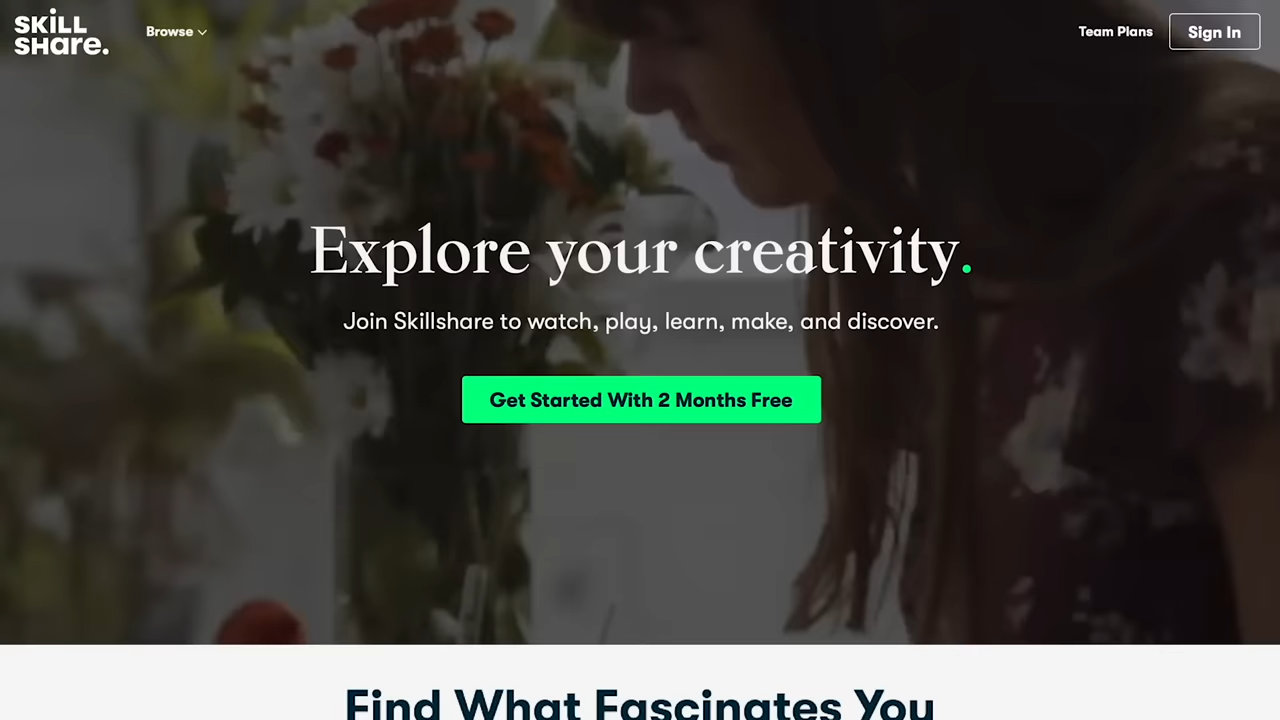 SKILL
SHare.
Browse
Team Plans
Sign In
Explore your creativity.
Join Skillshare to watch, play, learn, make, and discover.
Get Started With 2 Months Free
Find What Fascinates You